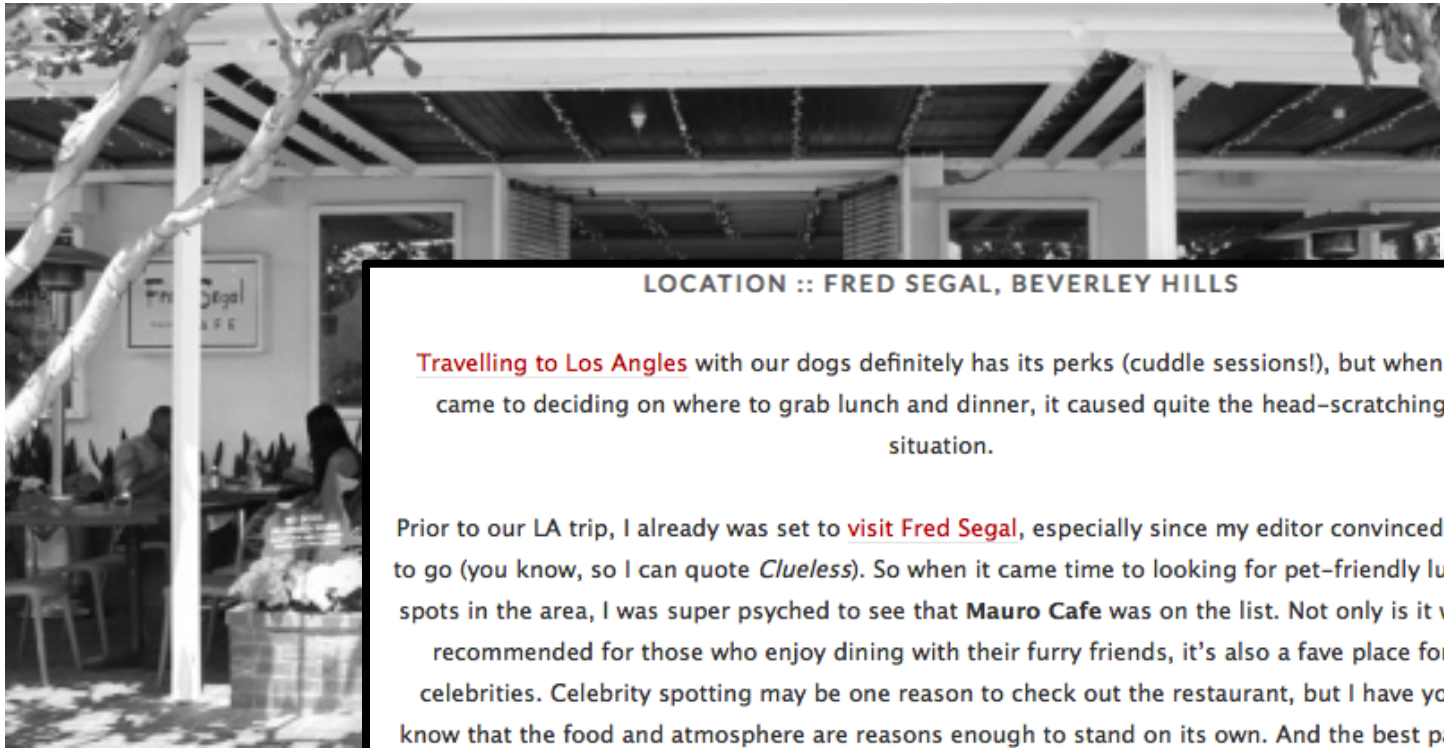 Fred Segal
LOCATION :: FRED SEGAL, BEVERLEY HILLS
Travelling to Los Angles with our dogs definitely has its perks (cuddle sessions!), but when
came to deciding on where to grab lunch and dinner, it caused quite the head-scratching
situation.
Prior to our LA trip, I already was set to visit Fred Segal, especially since my editor convinced
to go (you know, so I can quote Clueless). So when it came time to looking for pet-friendly
spots in the area, I was super psyched to see that Mauro Cafe was on the list. Not only is it
recommended for those who enjoy dining with their furry friends, it's also a fave place for
celebrities. Celebrity spotting may be one reason to check out the restaurant, but I have
know that the food and atmosphere are reasons enough to stand on its own. And the best